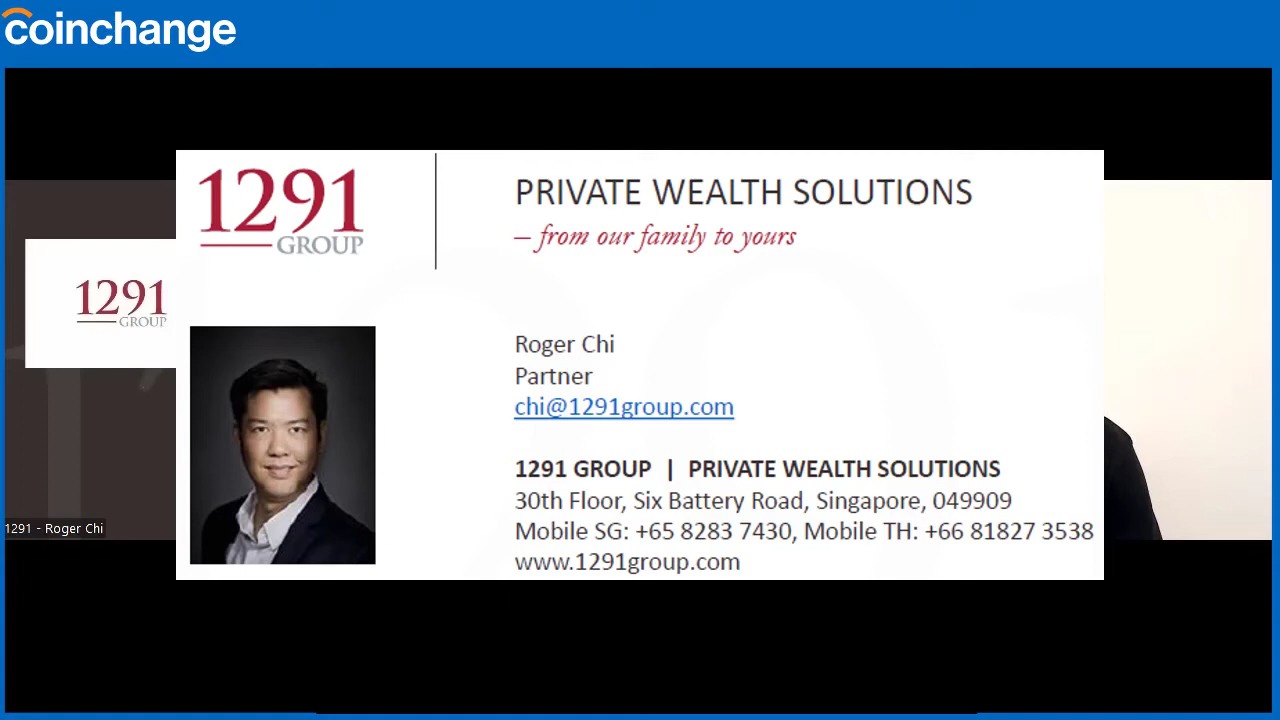 coinchange
1291
GROUP
PRIVATE WEALTH SOLUTIONS
– from our family to yours
1291
GROUP
Roger Chi
Partner
chi@1291group.com
1291 GROUP | PRIVATE WEALTH SOLUTIONS
30th Floor, Six Battery Road, Singapore, 049909
Mobile SG: +65 8283 7430, Mobile TH: +66 81827 3538
www.1291group.com
1291 - Roger Chi